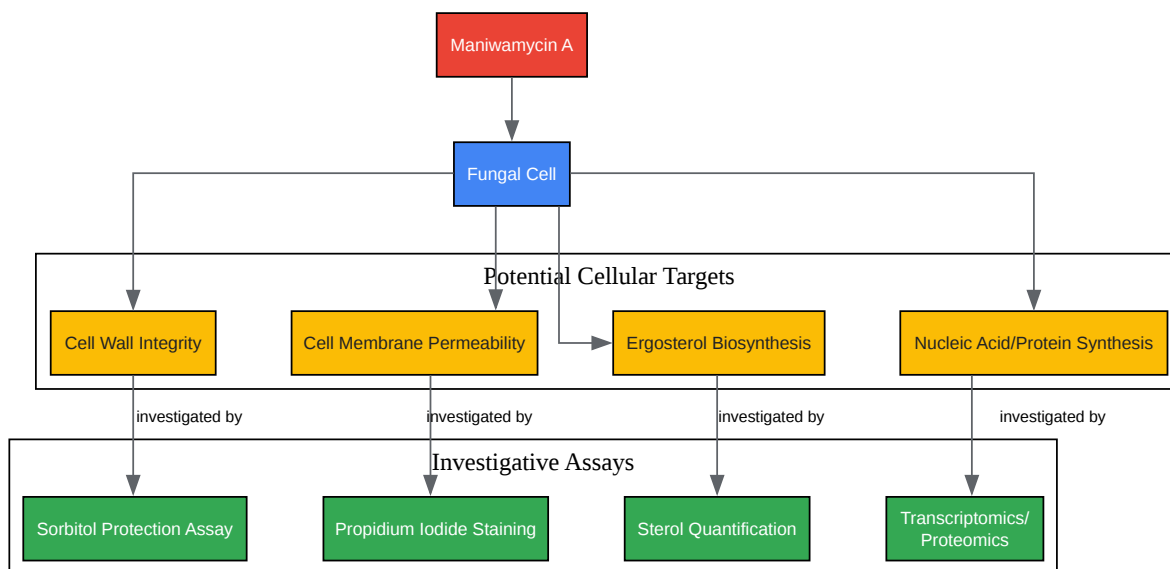 Maniwamycin A
Fungal Cell
Potential Cellular Targets
Cell Wall Integrity
Cell Membrane Permeability
Ergosterol Biosynthesis
Nucleic Acid/Protein Synthesis
investigated by
investigated by
investigated by
investigated by
Investigative Assays
Sorbitol Protection Assay
Propidium Iodide Staining
Sterol Quantification
Transcriptomics/
Proteomics